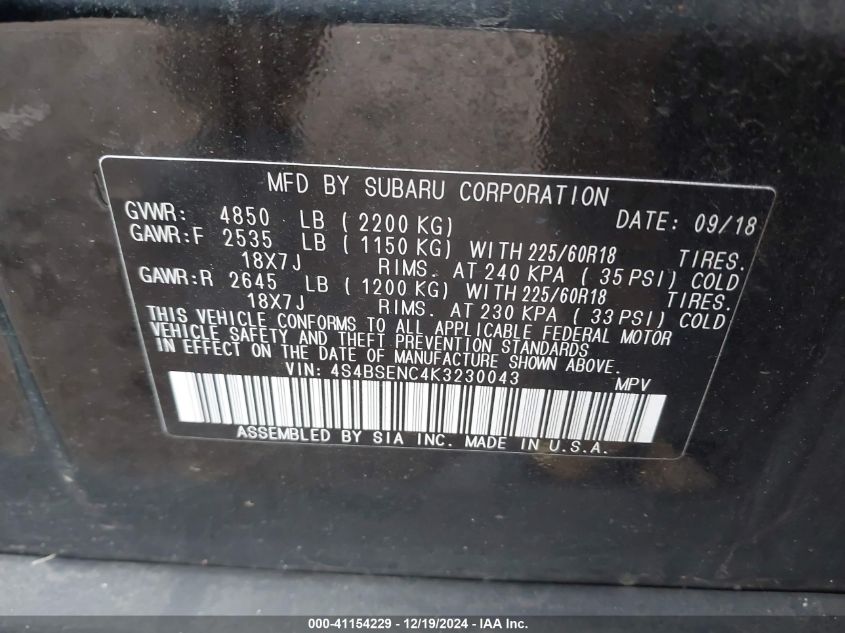 MFD BY SUBARU CORPORATION
GVWR: 4850 LB ( 2200 KG) DATE: 09/18
GAWR:F 2535 LB ( 1150 KG) WITH 225/60R18 TIRES.
18X7J RIMS. AT 240 KPA ( 35 PSI) COLD
GAWR:R 2645 LB ( 1200 KG) WITH 225/60R18 TIRES.
18X7J RIMS. AT 230 KPA ( 33 PSI) COLD
THIS VEHICLE CONFORMS TO ALL APPLICABLE FEDERAL MOTOR
VEHICLE SAFETY AND THEFT PREVENTION STANDARDS
IN EFFECT ON THE DATE OF MANUFACTURE SHOWN ABOVE.
VIN: 4S4BSENC4K3230043 MPV
ASSEMBLED BY SIA INC. MADE IN U.S.A.
000-41154229 - 12/19/2024 - IAA Inc.